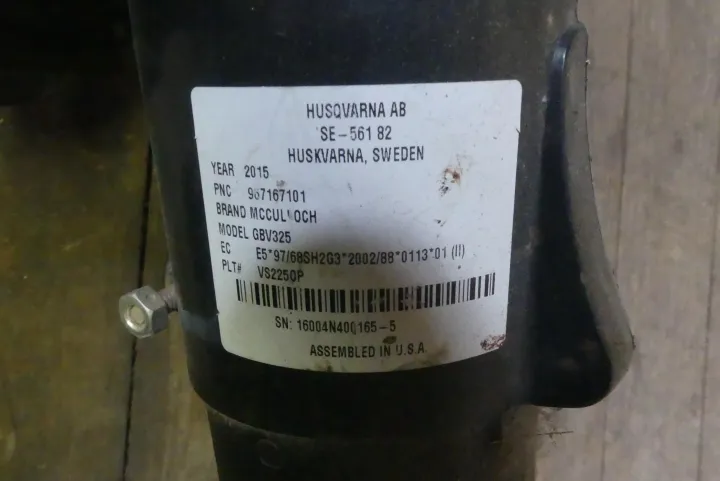 HUSQVARNA AB
SE-561 82
HUSKVARNA, SWEDEN
YEAR 2015
PNC 967167101
BRAND MCCULLOCH
MODEL GBV325
EC E5*97/68SH2G3*2002/88*0113*01 (II)
PLT# VS2250P
SN: 16004N400165-5
ASSEMBLED IN U.S.A